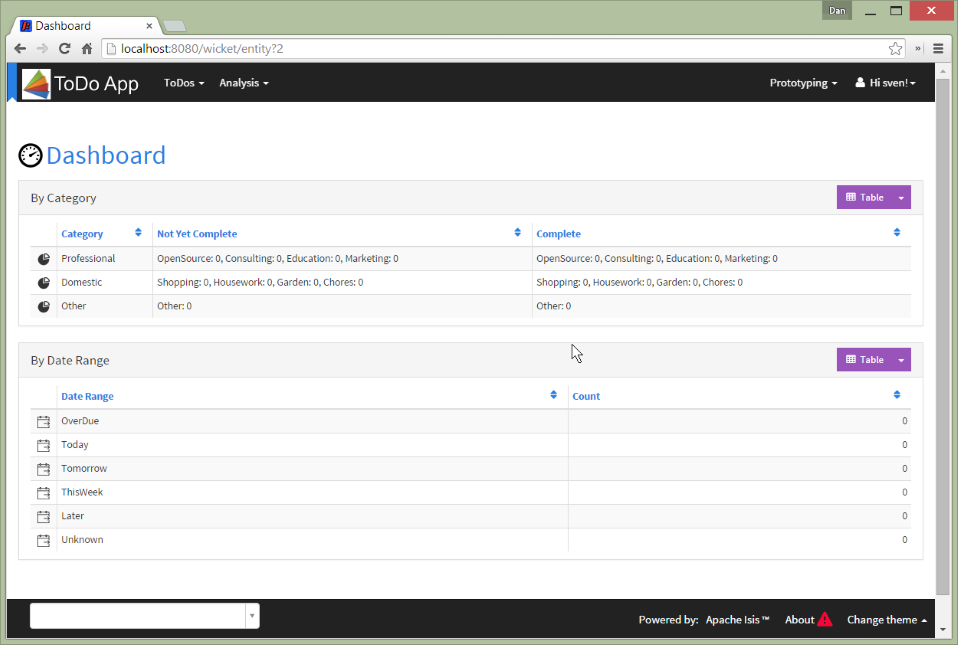 Dan
Dashboard
localhost:8080/wicket/entity?2
ToDo App ToDos Analysis Prototyping Hi sven!
Dashboard
By Category Table
Category Not Yet Complete Complete
Professional OpenSource: 0, Consulting: 0, Education: 0, Marketing: 0 OpenSource: 0, Consulting: 0, Education: 0, Marketing: 0
Domestic Shopping: 0, Housework: 0, Garden: 0, Chores: 0 Shopping: 0, Housework: 0, Garden: 0, Chores: 0
Other Other: 0 Other: 0
By Date Range Table
Date Range Count
OverDue 0
Today 0
Tomorrow 0
ThisWeek 0
Later 0
Unknown 0
Powered by: Apache Isis™ About Change theme